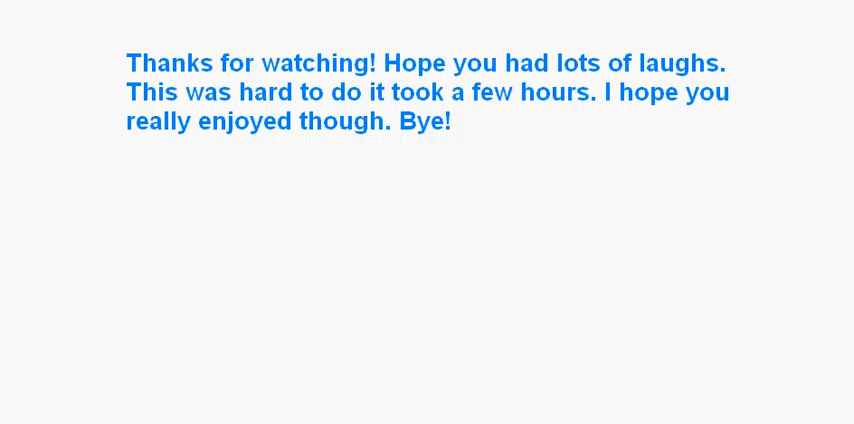 Thanks for watching! Hope you had lots of laughs.
This was hard to do it took a few hours. I hope you
really enjoyed though. Bye!